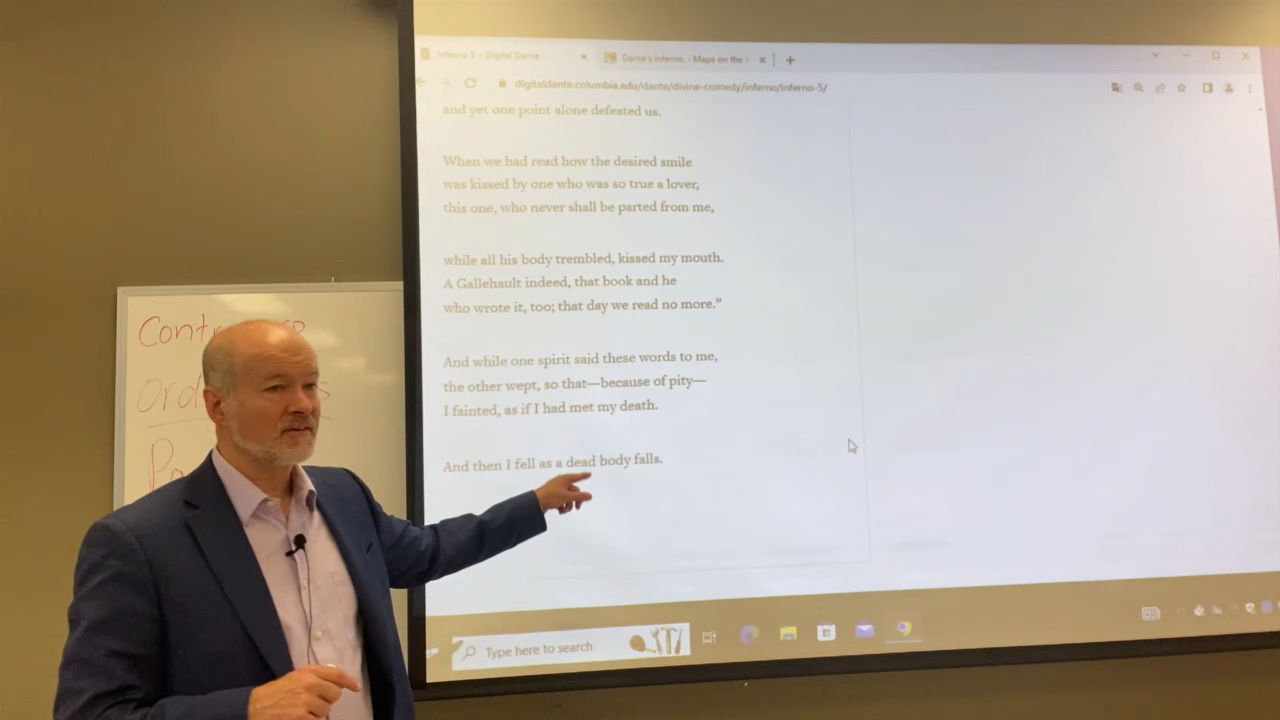 Inferno 5 – Digital Dante
Dante's Inferno. - Maps on the
digitaldante.columbia.edu/dante/divine-comedy/inferno/inferno-5/
and yet one point alone defeated us.
When we had read how the desired smile
was kissed by one who was so true a lover,
this one, who never shall be parted from me,
while all his body trembled, kissed my mouth.
A Gallehault indeed, that book and he
who wrote it, too; that day we read no more.”
And while one spirit said these words to me,
the other wept, so that—because of pity—
I fainted, as if I had met my death.
And then I fell as a dead body falls.
Type here to search